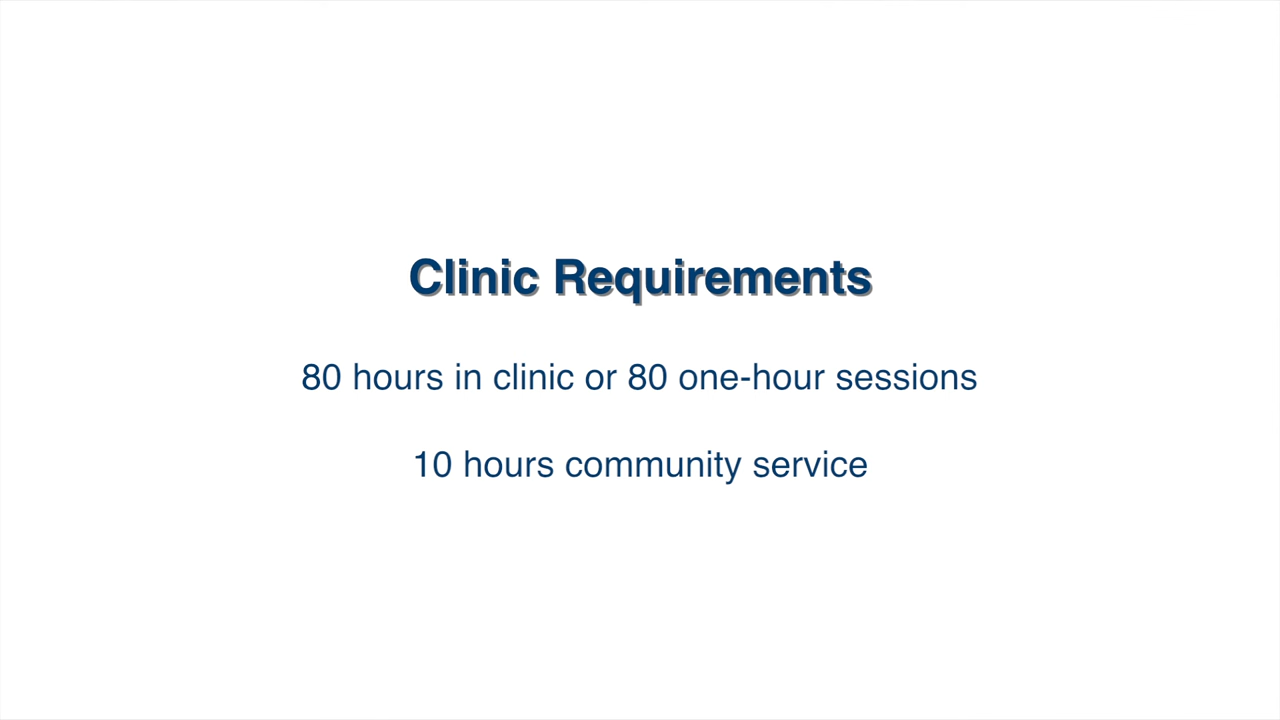 Clinic Requirements
80 hours in clinic or 80 one-hour sessions
10 hours community service